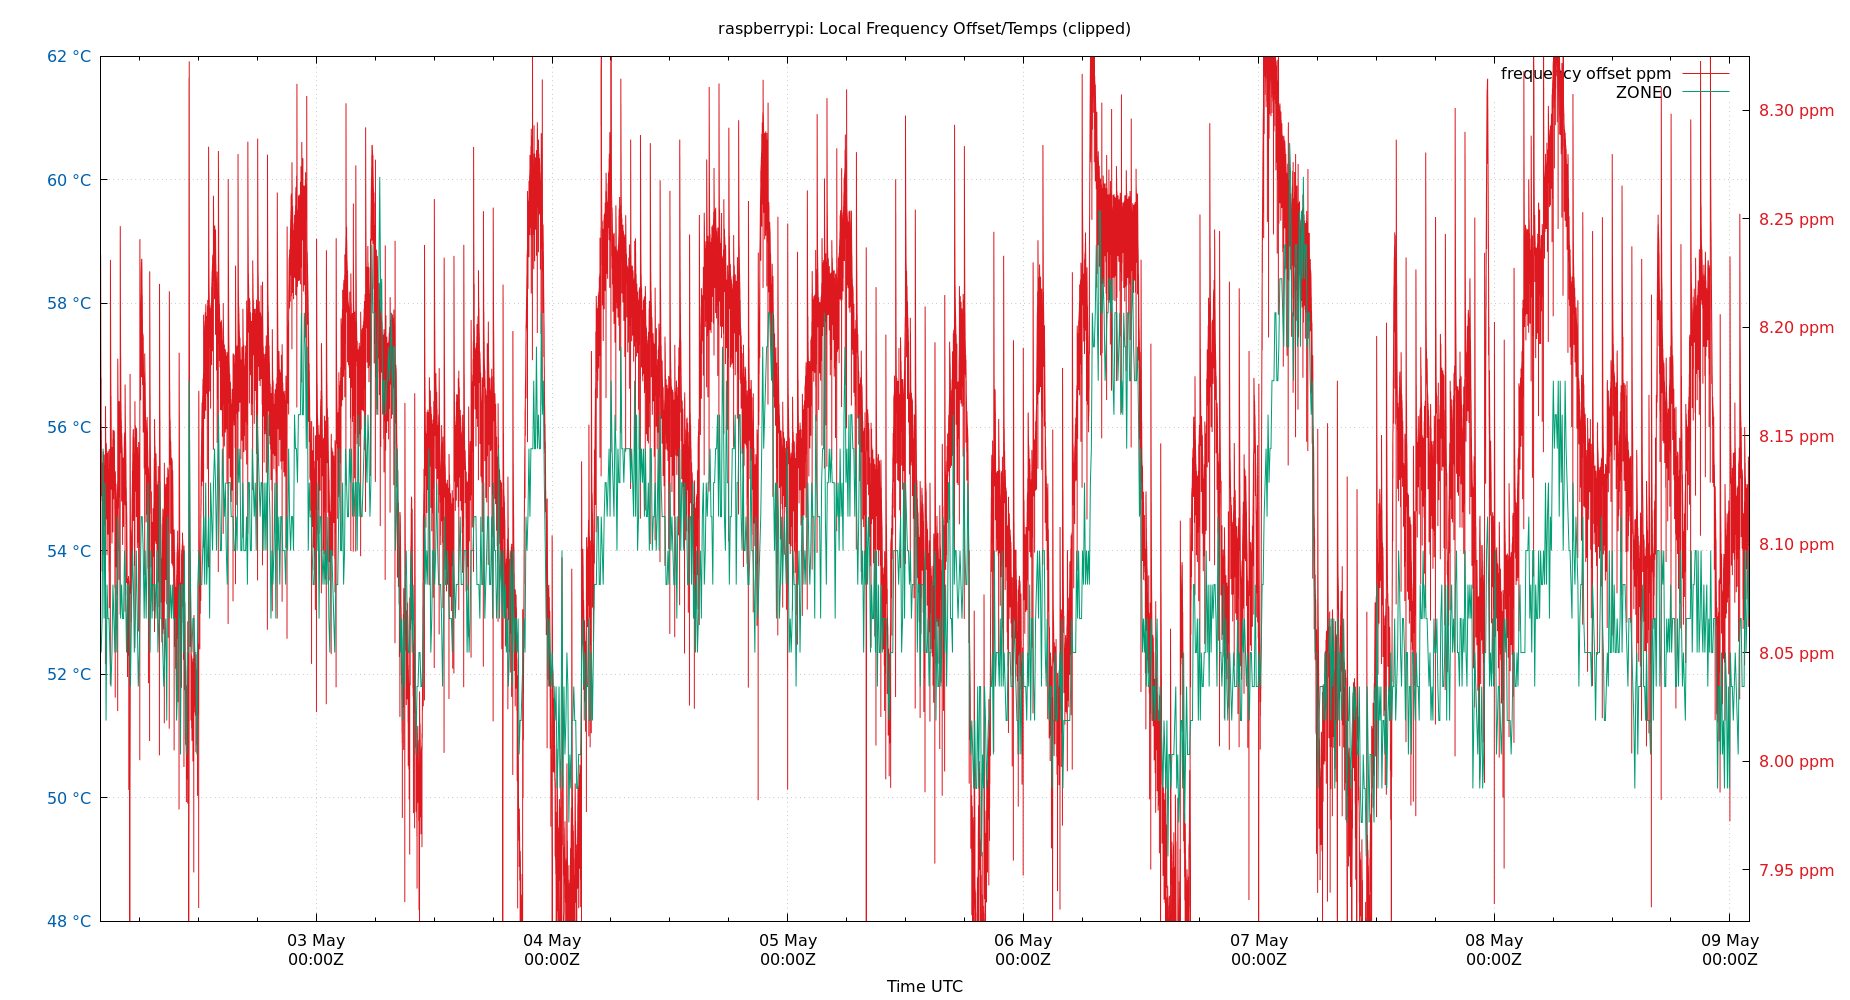 raspberrypi: Local Frequency Offset/Temps (clipped)
62 °C
60 °C
58 °C
56 °C
54 °C
52 °C
50 °C
48 °C
frequency offset ppm
ZONE0
8.30 ppm
8.25 ppm
8.20 ppm
8.15 ppm
8.10 ppm
8.05 ppm
8.00 ppm
7.95 ppm
03 May 04 May 05 May 06 May 07 May 08 May 09 May
00:00Z 00:00Z 00:00Z 00:00Z 00:00Z 00:00Z 00:00Z
Time UTC